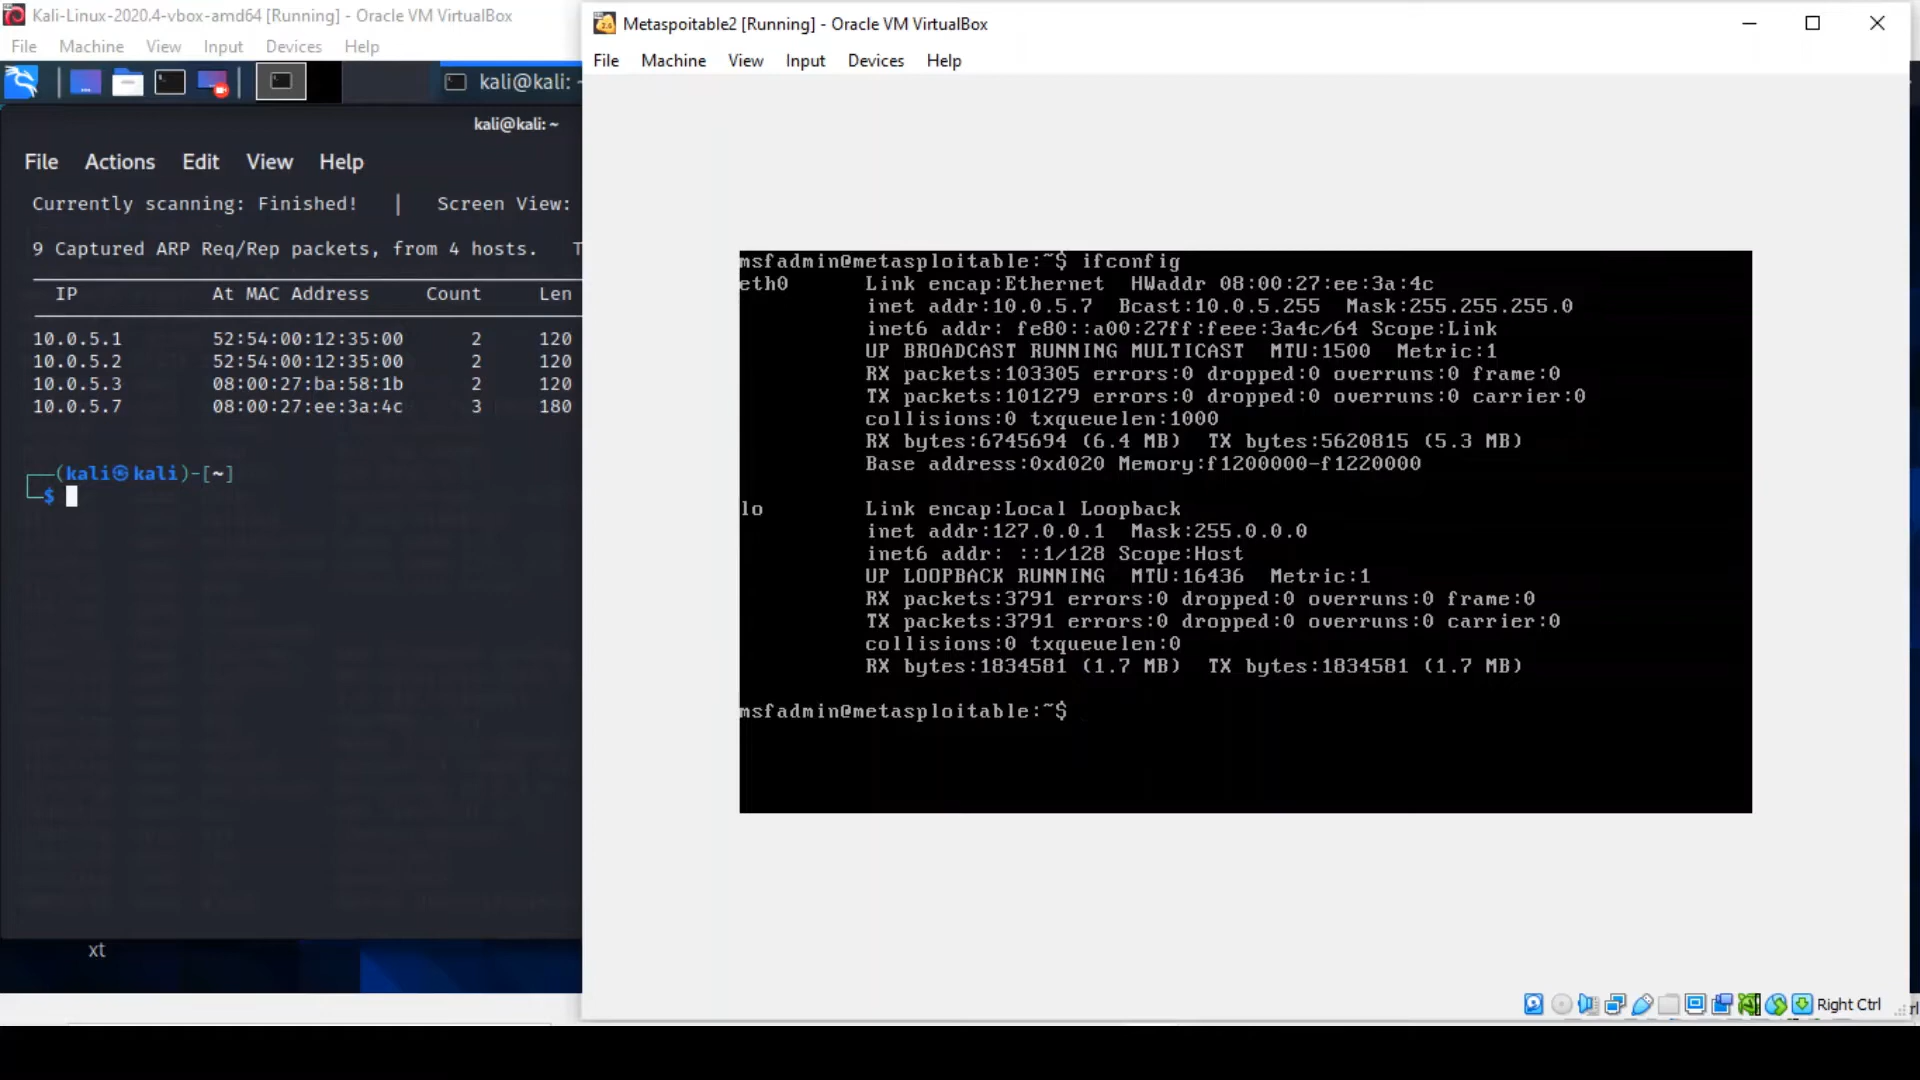 Kali-Linux-2020.4-vbox-amd64 [Running] - Oracle VM VirtualBox
File Machine View Input Devices Help
kali@kali: ~
kali@kali: ~
File Actions Edit View Help
Currently scanning: Finished! | Screen View:
9 Captured ARP Req/Rep packets, from 4 hosts. T
IP At MAC Address Count Len
10.0.5.1 52:54:00:12:35:00 2 120
10.0.5.2 52:54:00:12:35:00 2 120
10.0.5.3 08:00:27:ba:58:1b 2 120
10.0.5.7 08:00:27:ee:3a:4c 3 180
┌──(kali㉿kali)-[~]
└─$
xt
Metaspoitable2 [Running] - Oracle VM VirtualBox
File Machine View Input Devices Help
msfadmin@metasploitable:~$ ifconfig
eth0 Link encap:Ethernet HWaddr 08:00:27:ee:3a:4c
inet addr:10.0.5.7 Bcast:10.0.5.255 Mask:255.255.255.0
inet6 addr: fe80::a00:27ff:feee:3a4c/64 Scope:Link
UP BROADCAST RUNNING MULTICAST MTU:1500 Metric:1
RX packets:103305 errors:0 dropped:0 overruns:0 frame:0
TX packets:101279 errors:0 dropped:0 overruns:0 carrier:0
collisions:0 txqueuelen:1000
RX bytes:6745694 (6.4 MB) TX bytes:5620815 (5.3 MB)
Base address:0xd020 Memory:f1200000-f1220000
lo Link encap:Local Loopback
inet addr:127.0.0.1 Mask:255.0.0.0
inet6 addr: ::1/128 Scope:Host
UP LOOPBACK RUNNING MTU:16436 Metric:1
RX packets:3791 errors:0 dropped:0 overruns:0 frame:0
TX packets:3791 errors:0 dropped:0 overruns:0 carrier:0
collisions:0 txqueuelen:0
RX bytes:1834581 (1.7 MB) TX bytes:1834581 (1.7 MB)
msfadmin@metasploitable:~$
Right Ctrl
rl